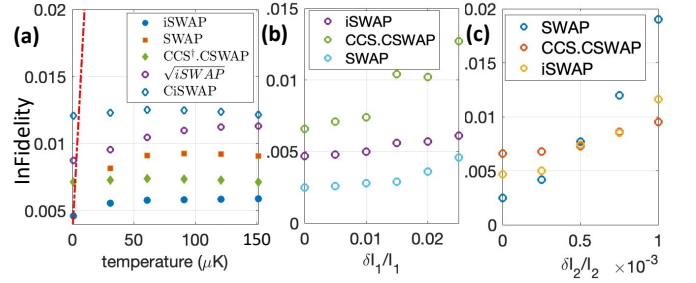 (a)
InFidelity
0.02
0.015
0.01
0.005
iSWAP
SWAP
CCS†.CSWAP
√iSWAP
CiSWAP
0
50
100
150
temperature (μK)
(b)
0.015
0.01
.005
0
iSWAP
CCS.CSWAP
SWAP
0
0.01
0.02
δI₁/I₁
(c)
0.02
0.015
0.01
0.005
0
SWAP
CCS.CSWAP
iSWAP
0
0.5
1
δI₂/I₂ ×10⁻³